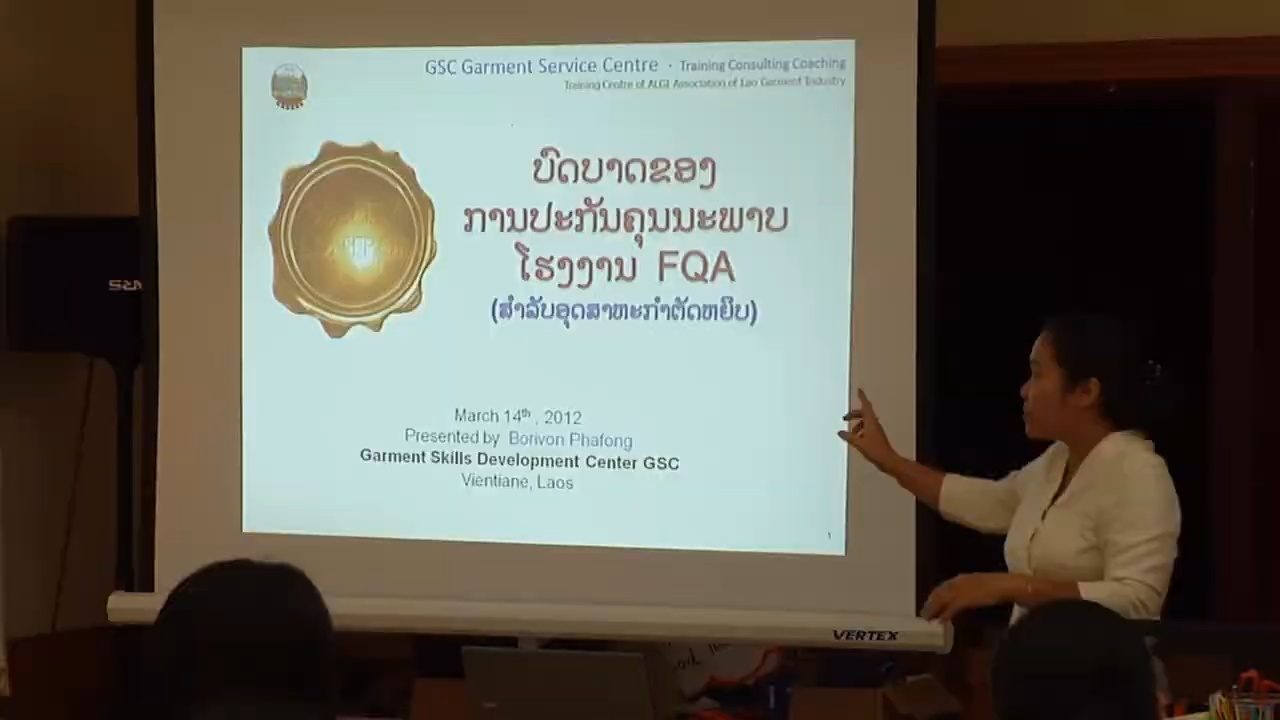 GSC Garment Service Centre · Training Consulting Coaching
Training Centre of ALGI Association of Lao Garment Industry
ບົດບາດຂອງ
ການປະກັນຄຸນນະພາບ
ໂຮງງານ FQA
(ສຳລັບອຸດສາຫະກຳຕັດຫຍິບ)
March 14th , 2012
Presented by Borivon Phafong
Garment Skills Development Center GSC
Vientiane, Laos
1
VERTEX